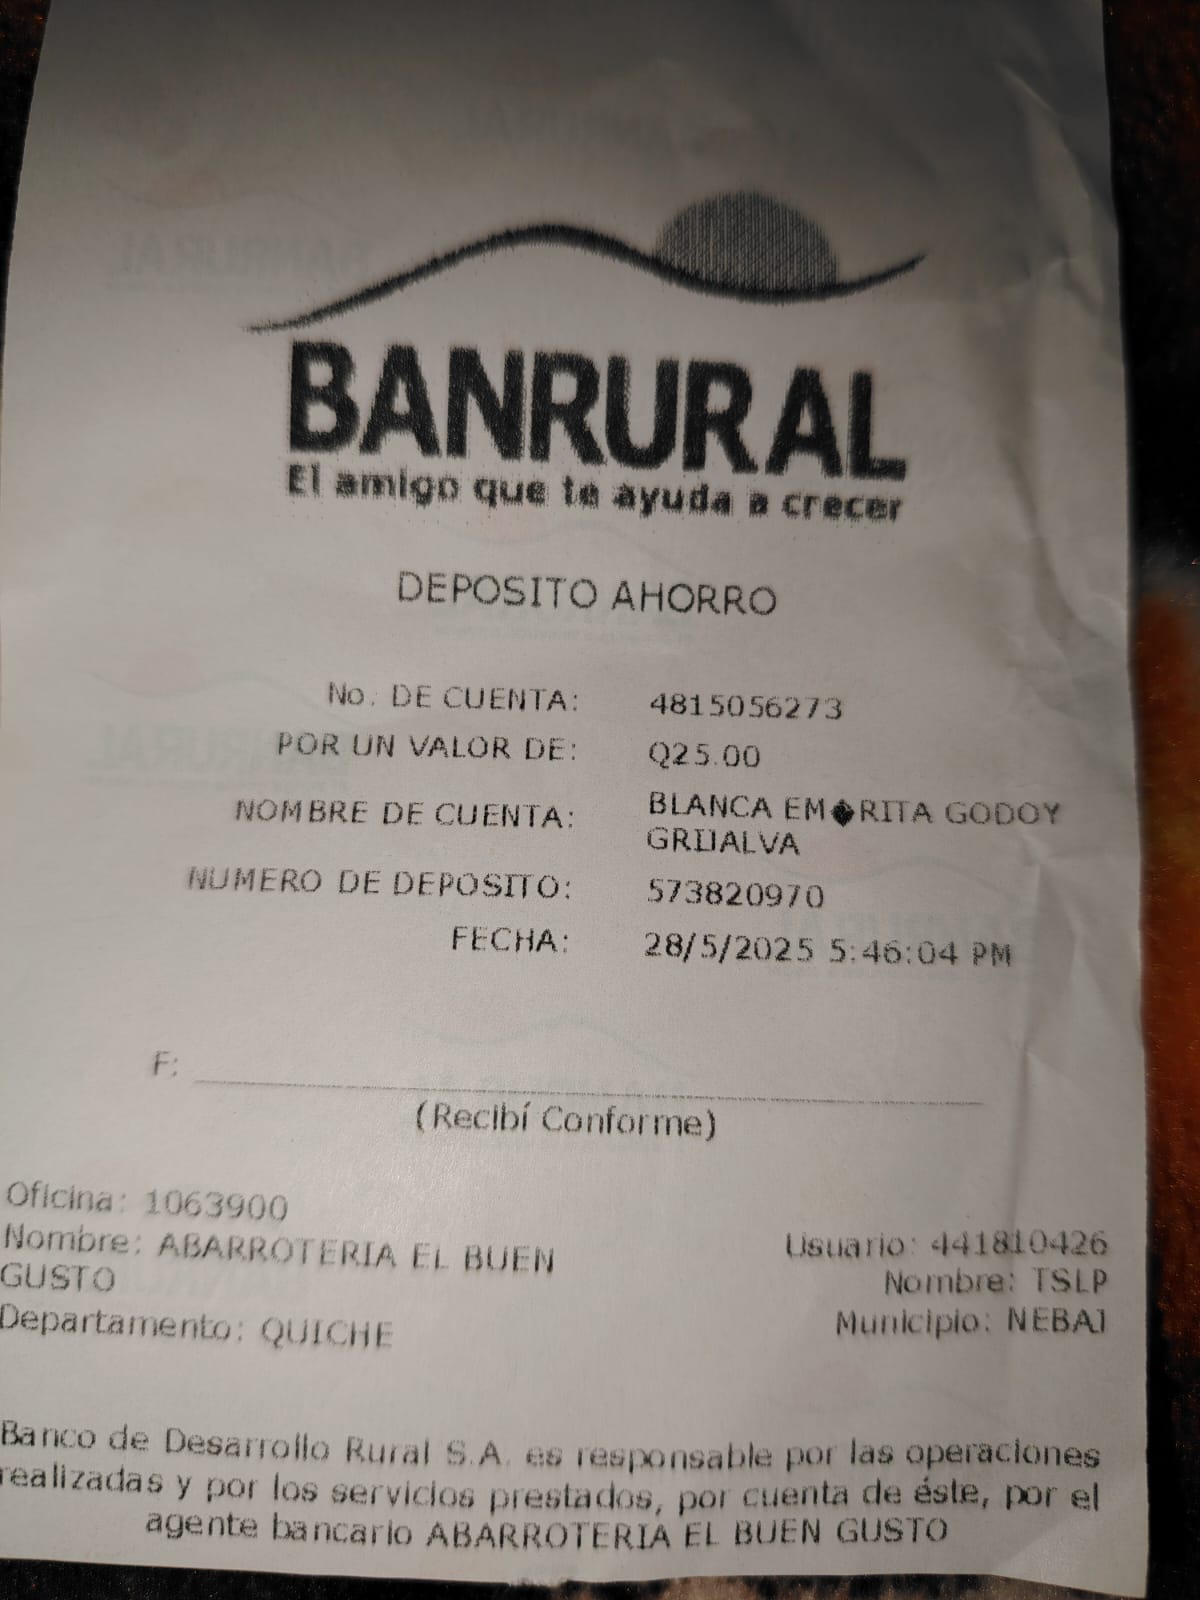 BANRURAL
El amigo que te ayuda a crecer
DEPOSITO AHORRO
No. DE CUENTA: 4815056273
POR UN VALOR DE: Q25.00
NOMBRE DE CUENTA: BLANCA EM�RITA GODOY
GRIJALVA
NUMERO DE DEPOSITO: 573820970
FECHA: 28/5/2025 5:46:04 PM
F:
(Recibí Conforme)
Oficina: 1063900
Nombre: ABARROTERIA EL BUEN
GUSTO
Departamento: QUICHE
Usuario: 441810426
Nombre: TSLP
Municipio: NEBAJ
Banco de Desarrollo Rural S.A. es responsable por las operaciones
realizadas y por los servicios prestados, por cuenta de éste, por el
agente bancario ABARROTERIA EL BUEN GUSTO